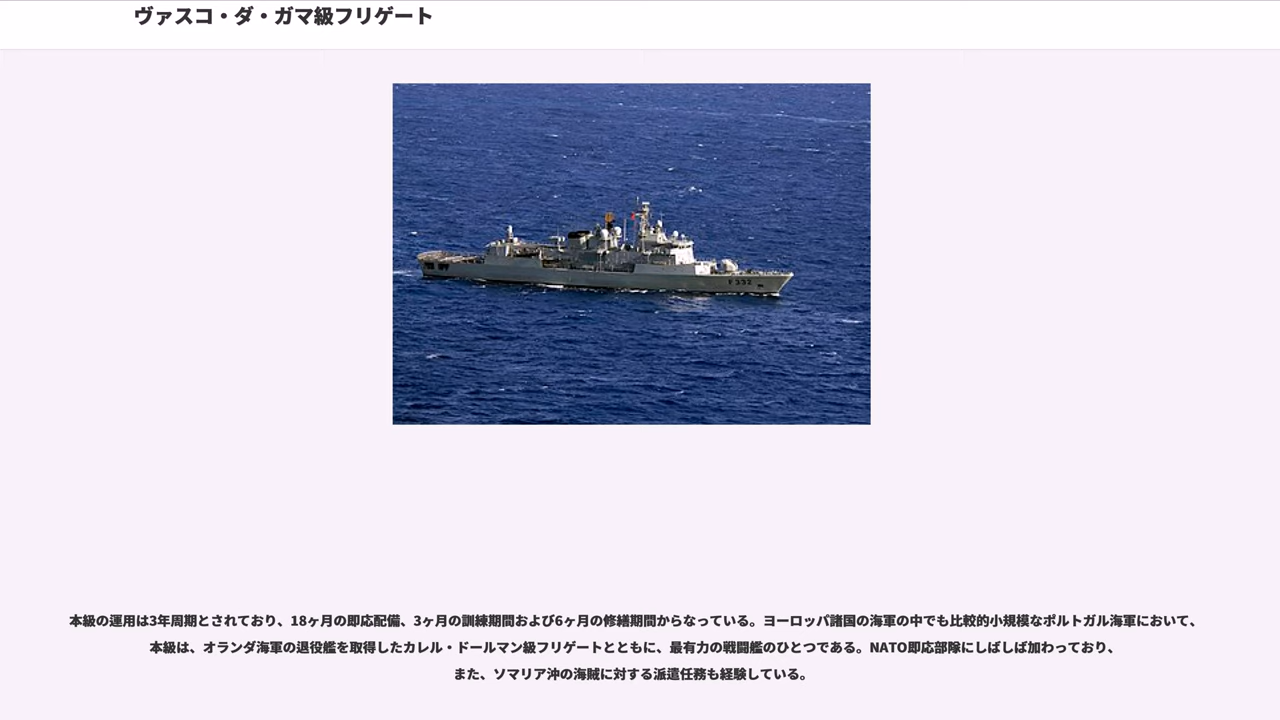 ヴァスコ・ダ・ガマ級フリゲート
F332
本級の運用は3年周期とされており、18ヶ月の即応配備、3ヶ月の訓練期間および6ヶ月の修繕期間からなっている。ヨーロッパ諸国の海軍の中でも比較的小規模なポルトガル海軍において、
本級は、オランダ海軍の退役艦を取得したカレル・ドールマン級フリゲートとともに、最有力の戦闘艦のひとつである。NATO即応部隊にしばしば加わっており、
また、ソマリア沖の海賊に対する派遣任務も経験している。